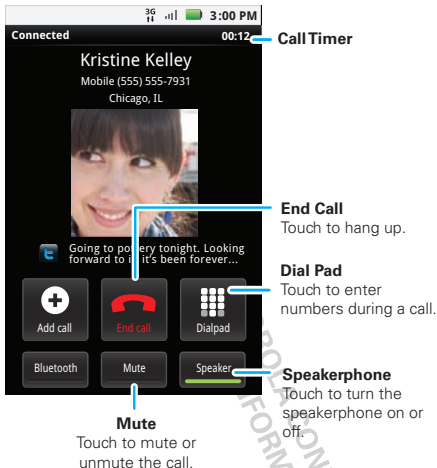 3G 3:00 PM
Connected 00:12
Call Timer
Kristine Kelley
Mobile (555) 555-7931
Chicago, IL
End Call
Touch to hang up.
Going to pottery tonight. Looking
forward to it it's been forever...
Dial Pad
Touch to enter
numbers during a call.
Add call
End call
Dialpad
Bluetooth
Mute
Speaker
Speakerphone
Touch to turn the
speakerphone on or
off.
Mute
Touch to mute or
unmute the call.